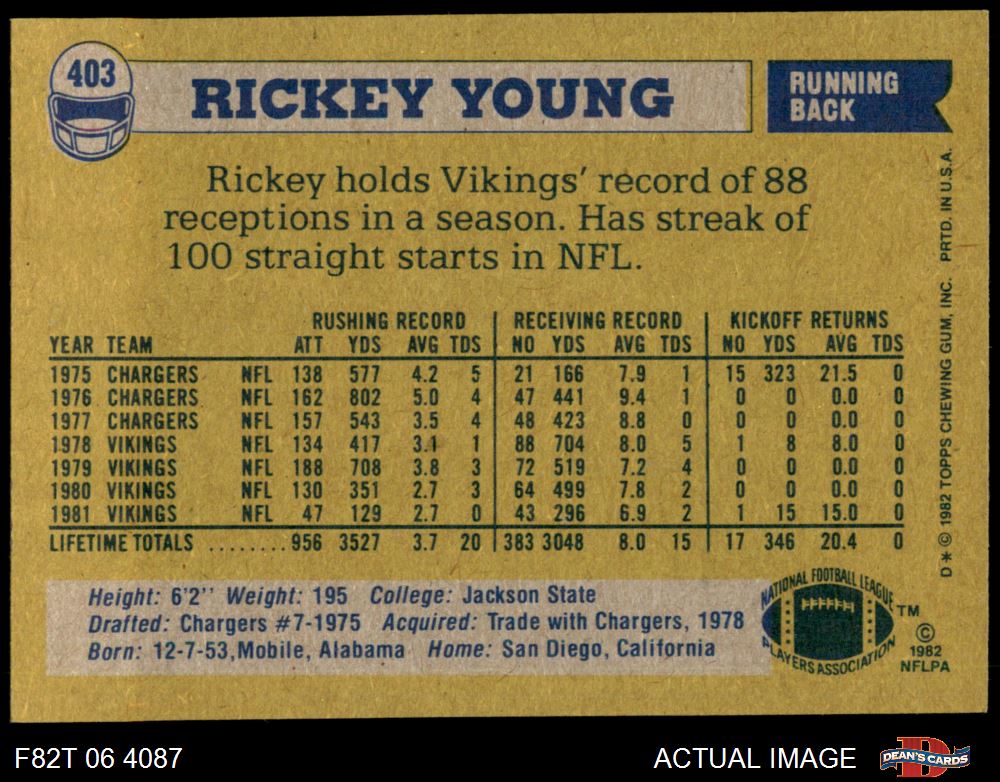 403
RICKEY YOUNG
RUNNING
BACK
Rickey holds Vikings' record of 88
receptions in a season. Has streak of
100 straight starts in NFL.
RUSHING RECORD RECEIVING RECORD KICKOFF RETURNS
YEAR TEAM ATT YDS AVG TDS NO YDS AVG TDS NO YDS AVG TDS
1975 CHARGERS NFL 138 577 4.2 5 21 166 7.9 1 15 323 21.5 0
1976 CHARGERS NFL 162 802 5.0 4 47 441 9.4 1 0 0 0.0 0
1977 CHARGERS NFL 157 543 3.5 4 48 423 8.8 0 0 0 0.0 0
1978 VIKINGS NFL 134 417 3.1 1 88 704 8.0 5 1 8 8.0 0
1979 VIKINGS NFL 188 708 3.8 3 72 519 7.2 4 0 0 0.0 0
1980 VIKINGS NFL 130 351 2.7 3 64 499 7.8 2 0 0 0.0 0
1981 VIKINGS NFL 47 129 2.7 0 43 296 6.9 2 1 15 15.0 0
LIFETIME TOTALS ........ 956 3527 3.7 20 383 3048 8.0 15 17 346 20.4 0
Height: 6'2" Weight: 195 College: Jackson State
Drafted: Chargers #7-1975 Acquired: Trade with Chargers, 1978
Born: 12-7-53, Mobile, Alabama Home: San Diego, California
NATIONAL FOOTBALL LEAGUE
PLAYERS ASSOCIATION
TM
©
1982
NFLPA
D * © 1982 TOPPS CHEWING GUM, INC. PRTD. IN U.S.A.
F82T 06 4087
ACTUAL IMAGE
D
DEAN'S CARDS